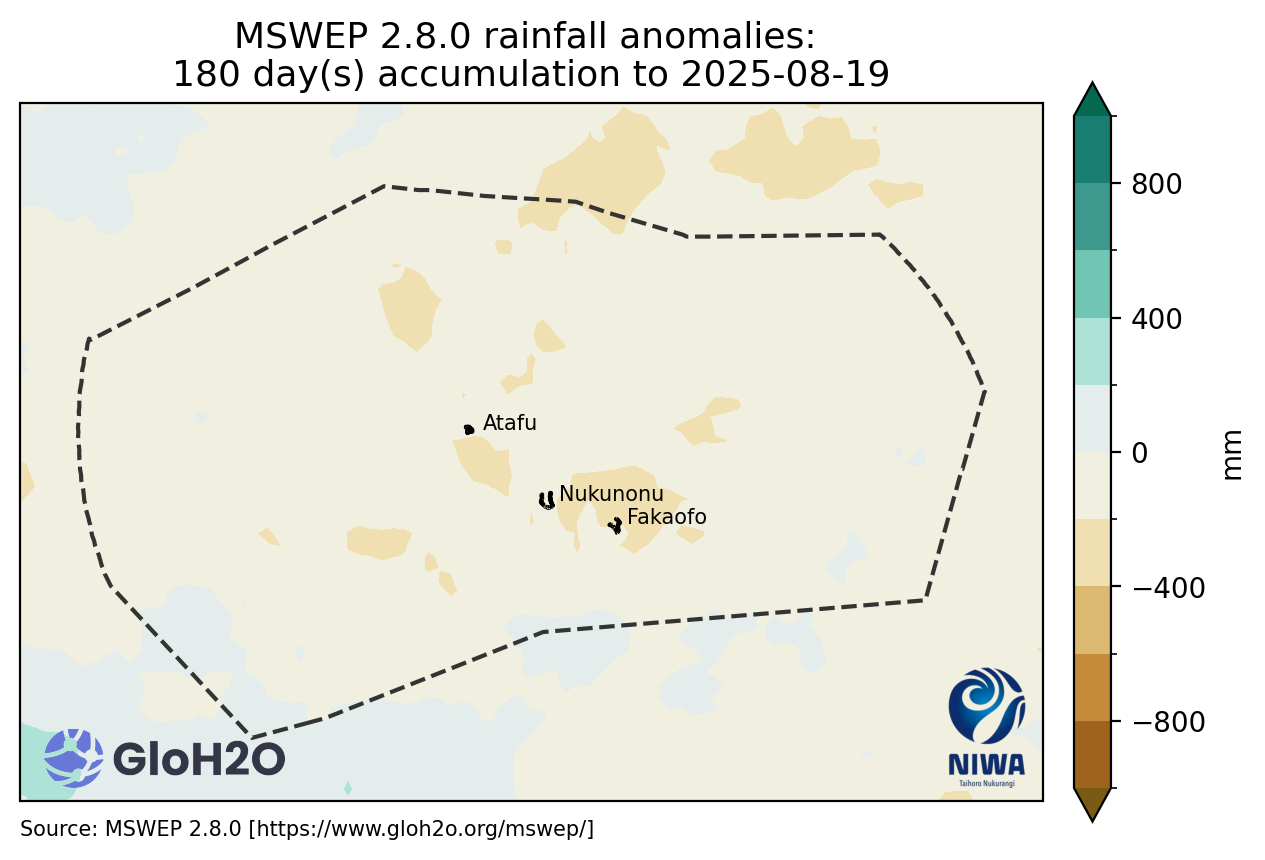 MSWEP 2.8.0 rainfall anomalies:
180 day(s) accumulation to 2025-08-19
800
400
0
−400
−800
mm
Atafu
Nukunonu
Fakaofo
GloH2O
NIWA
Taihoro Nukurangi
Source: MSWEP 2.8.0 [https://www.gloh2o.org/mswep/]